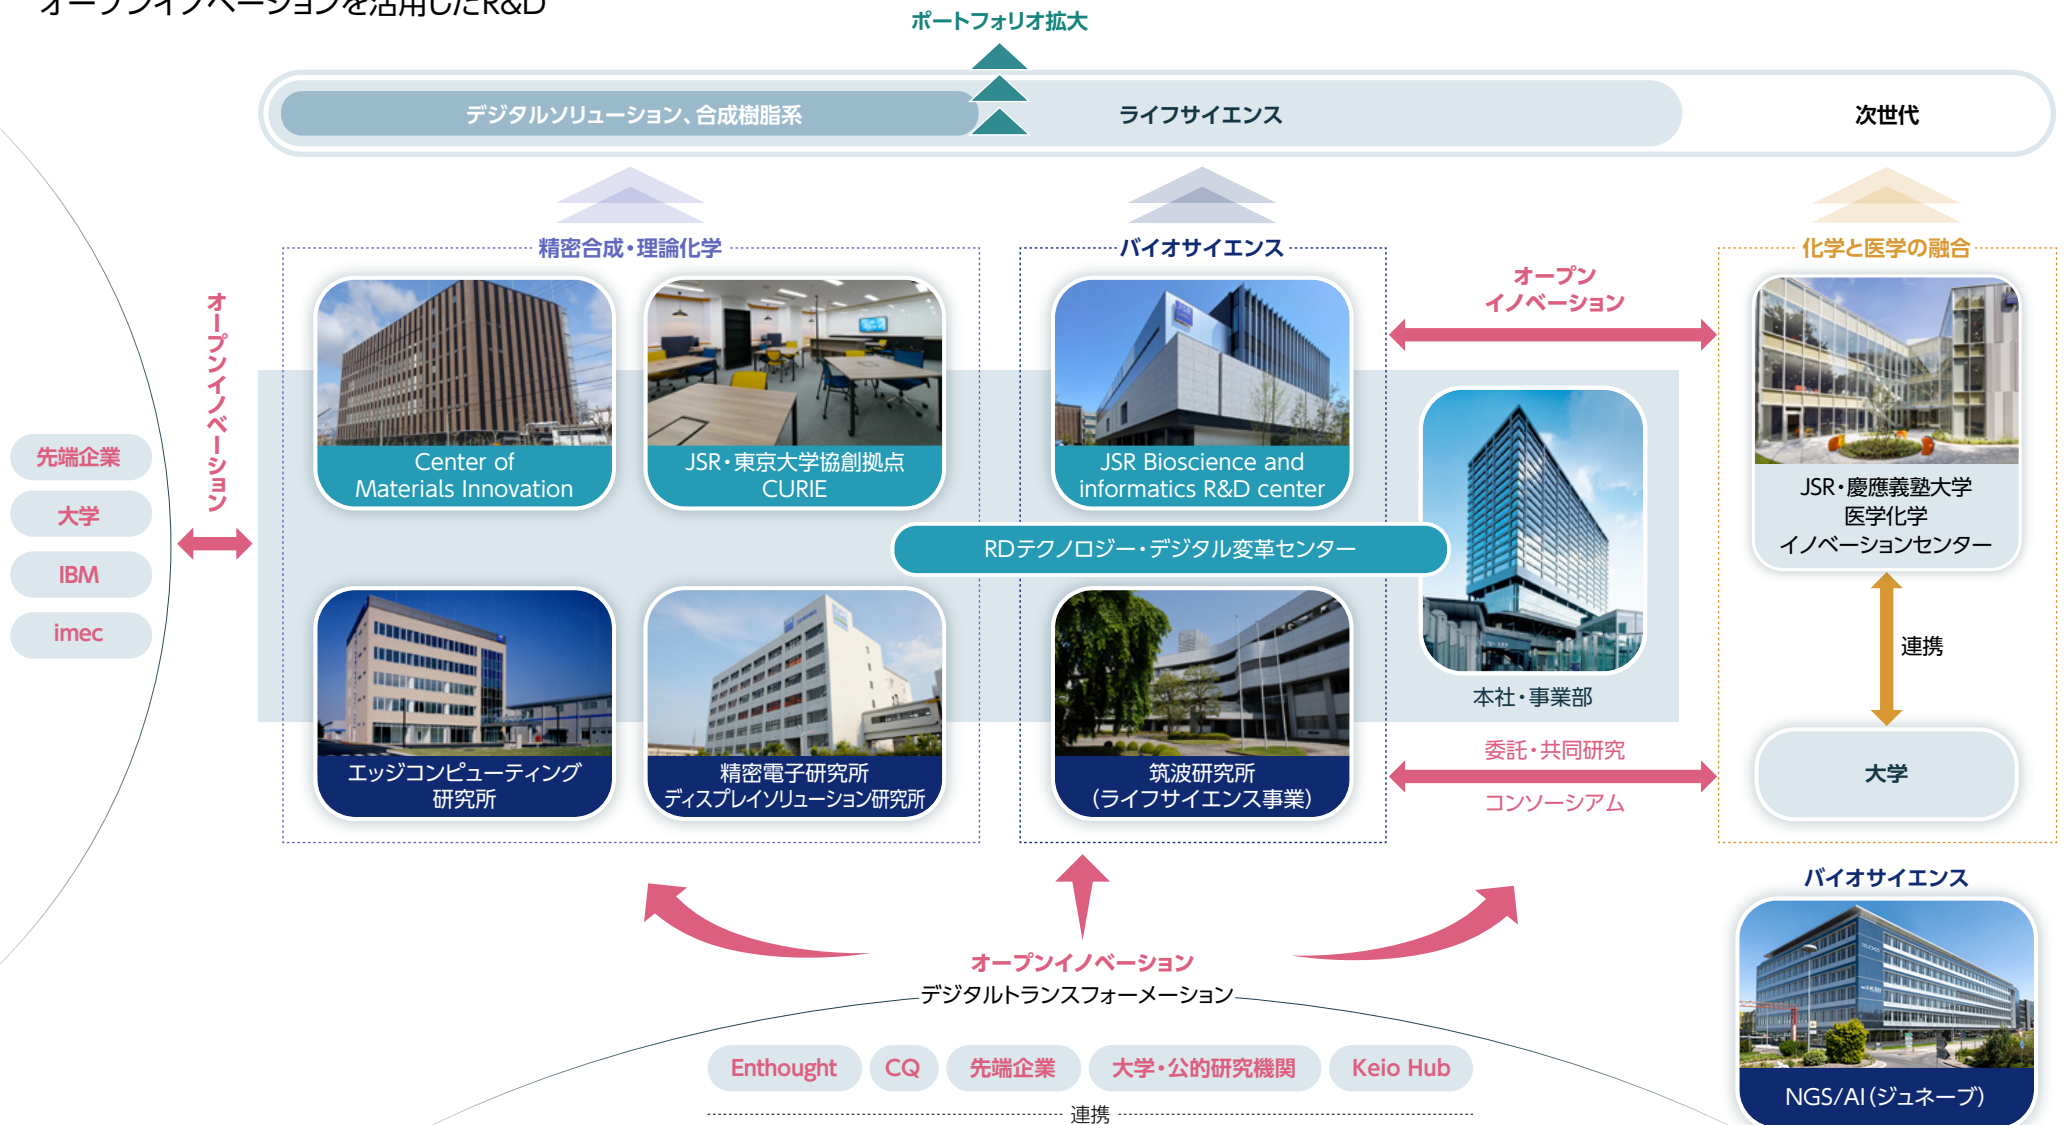 オープンイノベーションを活用したR&D
ポートフォリオ拡大
デジタルソリューション、合成樹脂系
ライフサイエンス
次世代
精密合成・理論化学
バイオサイエンス
化学と医学の融合
オープンイノベーション
オープン
イノベーション
先端企業
大学
IBM
imec
Center of
Materials Innovation
JSR・東京大学協創拠点
CURIE
JSR Bioscience and
informatics R&D center
JSR・慶應義塾大学
医学化学
イノベーションセンター
RDテクノロジー・デジタル変革センター
連携
本社・事業部
エッジコンピューティング
研究所
精密電子研究所
ディスプレイソリューション研究所
筑波研究所
（ライフサイエンス事業）
委託・共同研究
コンソーシアム
大学
バイオサイエンス
オープンイノベーション
デジタルトランスフォーメーション
Enthought
CQ
先端企業
大学・公的研究機関
Keio Hub
連携
NGS/AI（ジュネーブ）